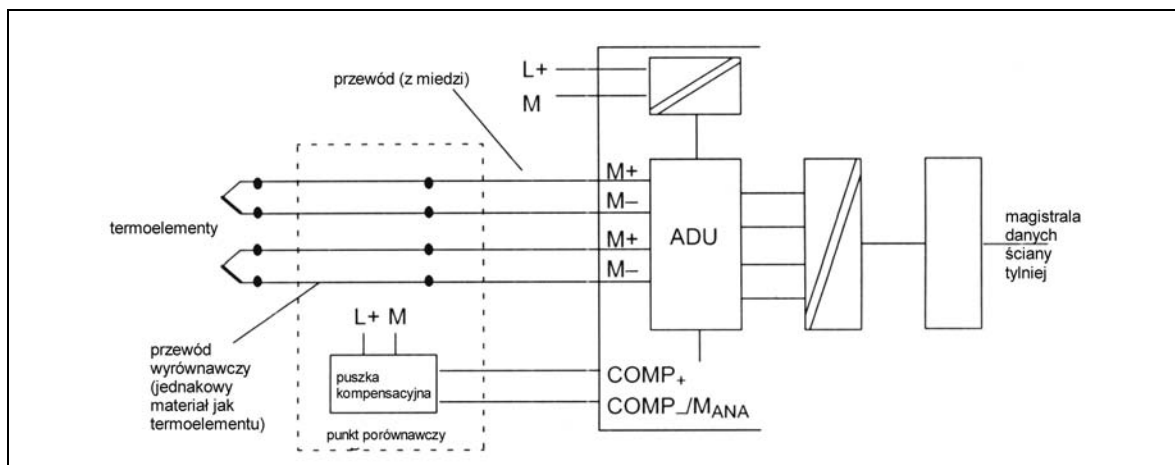 przewód (z miedzi)
L+
M
M+
M–
M+
M–
ADU
termoelementy
magistrala
danych
ściany
tylniej
L+ M
przewód
wyrównawczy
(jednakowy
materiał jak
termoelementu)
puszka
kompensacyjna
punkt porównawczy
COMP+
COMP–/MANA